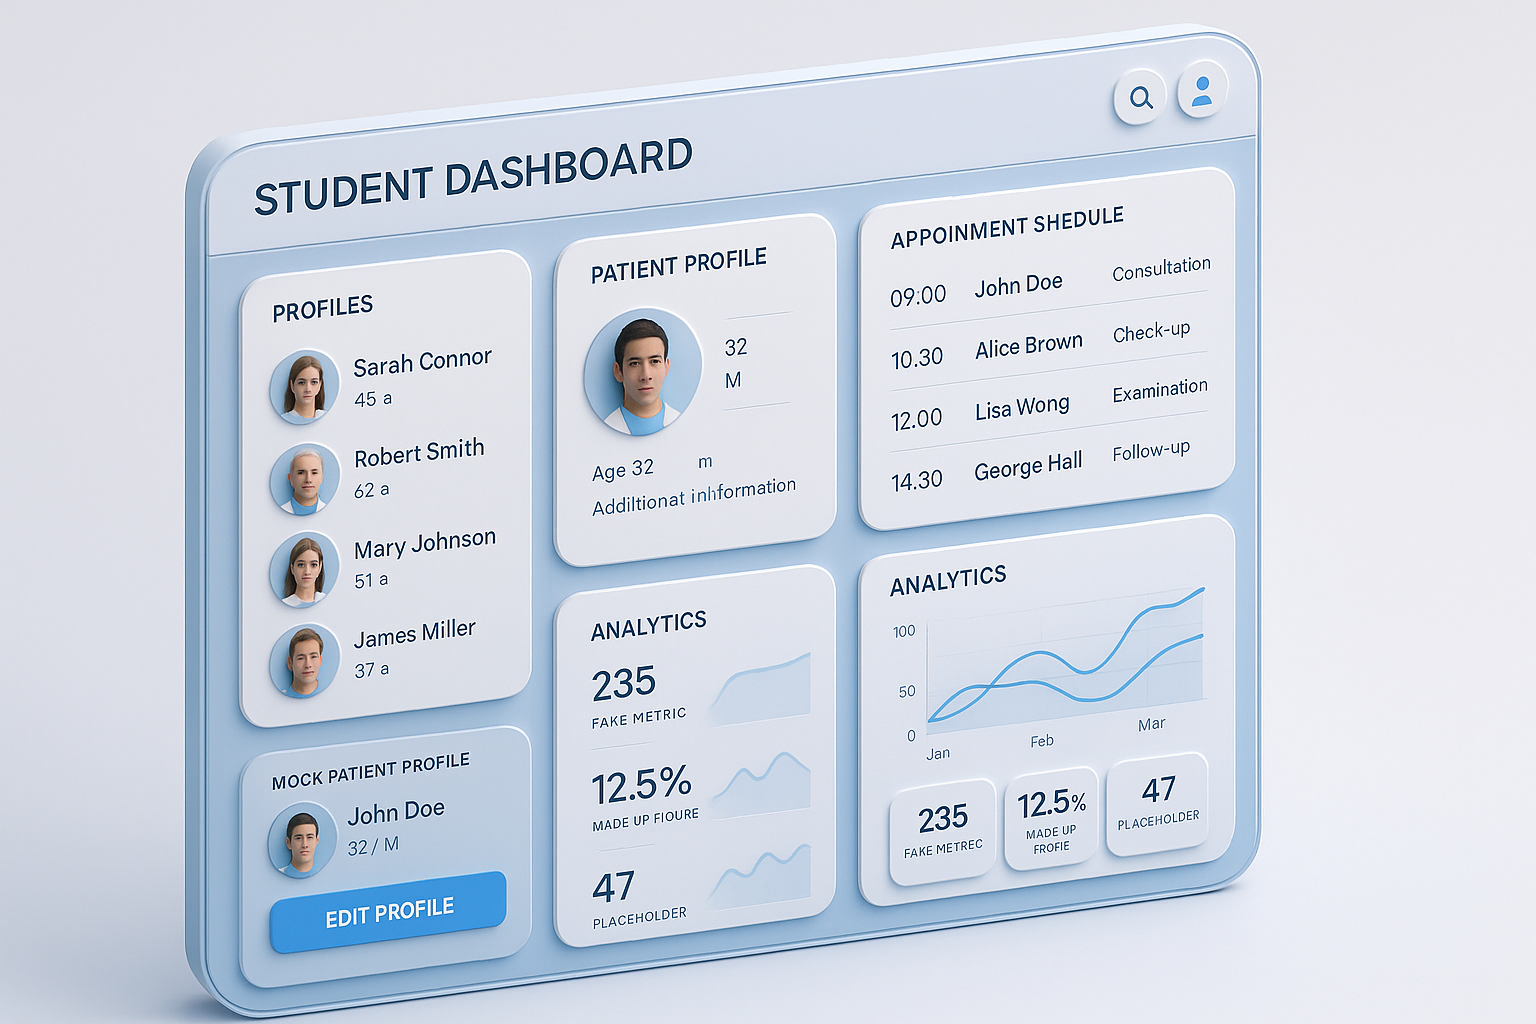 STUDENT DASHBOARD
PROFILES
Sarah Connor
45 a
Robert Smith
62 a
Mary Johnson
51 a
James Miller
37 a
MOCK PATIENT PROFILE
John Doe
32 / M
EDIT PROFILE
PATIENT PROFILE
32
M
Age 32 m
Addiltionat inhformation
ANALYTICS
235
FAKE METRIC
12.5%
MADE UP FIOURE
47
PLACEHOLDER
APPOINMENT SHEDULE
09:00 John Doe Consultation
10.30 Alice Brown Check-up
12.00 Lisa Wong Examination
14.30 George Hall Follow-up
ANALYTICS
100
50
0
Jan Feb Mar
235
FAKE METREC
12.5%
MADE UP
FROFIE
47
PLACEHOLDER